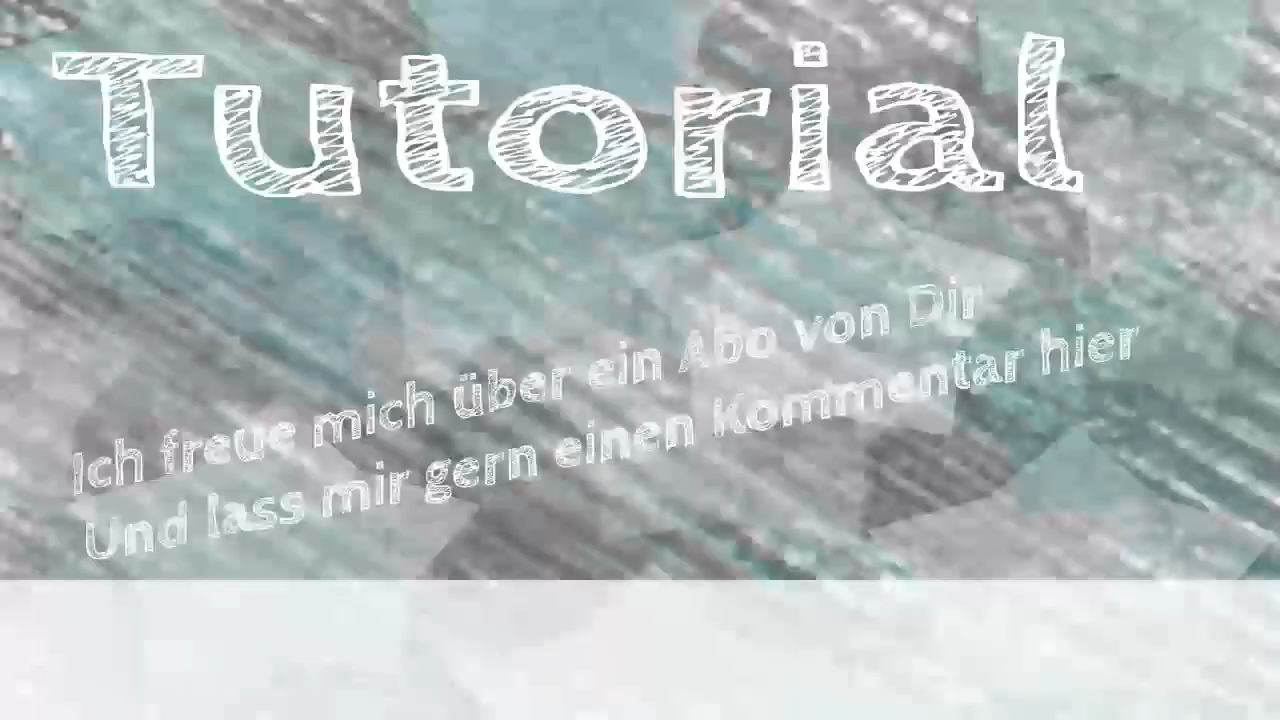 Tutorial
Ich freue mich über ein Abo von Dir
Und lass mir gern einen Kommentar hier